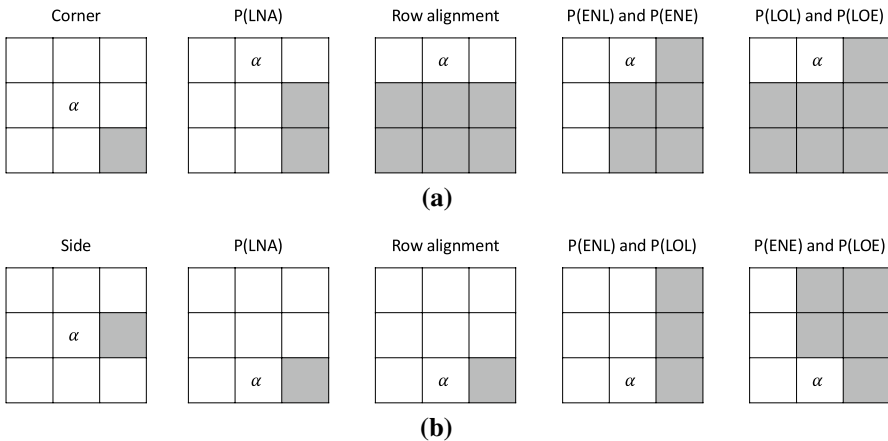 Corner P(LNA) Row alignment P(ENL) and P(ENE) P(LOL) and P(LOE)
α α α α
α
(a)
Side P(LNA) Row alignment P(ENL) and P(LOL) P(ENE) and P(LOE)
α
α α α α
(b)